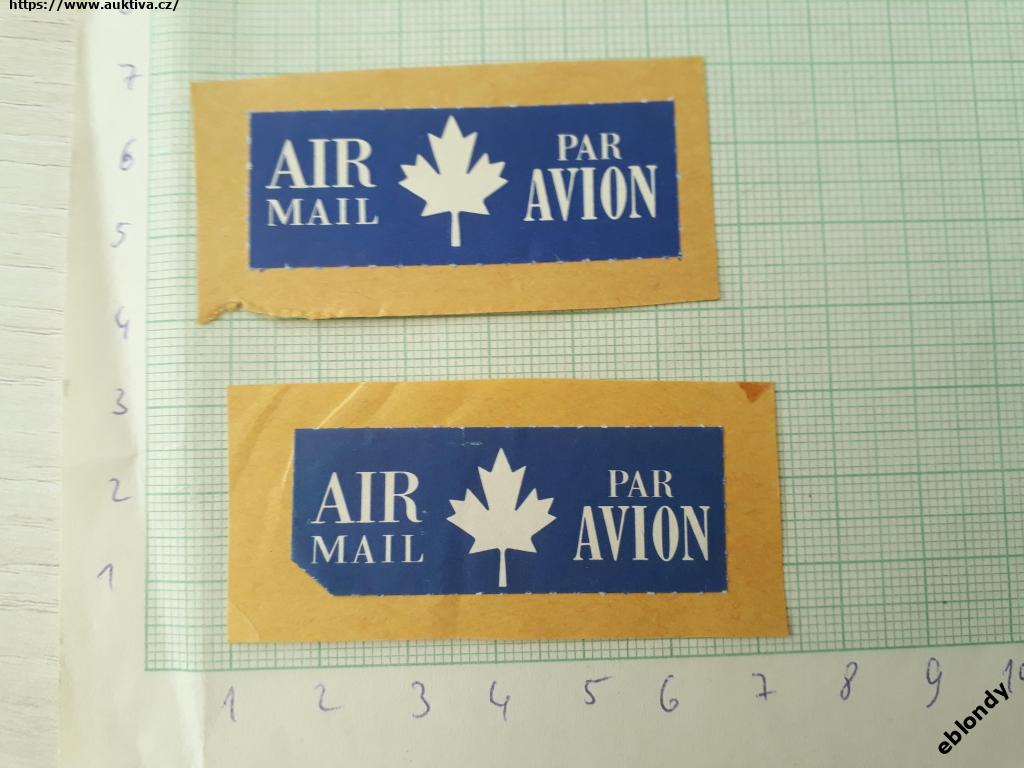 https://www.auktiva.cz/
7
6
5
4
3
2
1
AIR
MAIL
PAR
AVION
AIR
MAIL
PAR
AVION
1 2 3 4 5 6 7 8 9 10
eblondy